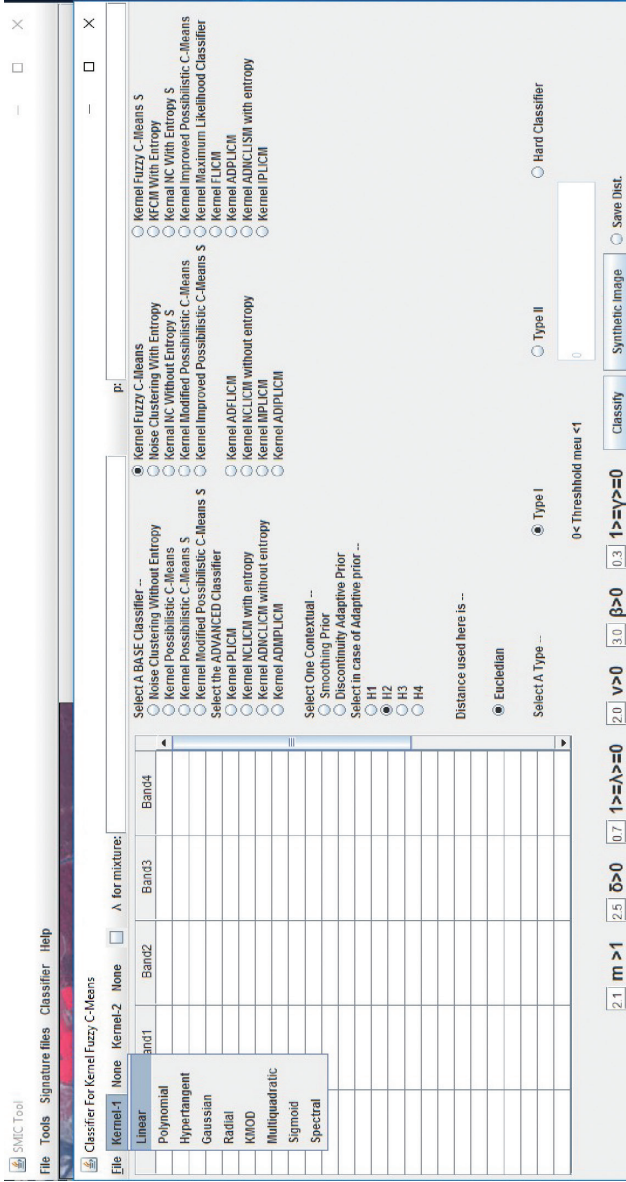 SMIC Tool
File Tools Signature files Classifier Help
Classifier For Kernel Fuzzy C-Means
File Kernel-1 None Kernel-2 None λ for mixture: p:
Linear
Polynomial
Hypertangent
Gaussian
Radial
KMOD
Multiquadratic
Sigmoid
Spectral
and1 Band2 Band3 Band4
Select A BASE Classifier --
Kernel Fuzzy C-Means
Kernel Fuzzy C-Means S
Noise Clustering Without Entropy
Noise Clustering With Entropy
KFCM With Entropy
Kernel Possibilistic C-Means
Kernal NC Without Entropy S
Kernal NC With Entropy S
Kernel Possibilistic C-Means S
Kernel Modified Possibilistic C-Means
Kernel Improved Possibilistic C-Means
Kernel Modified Possibilistic C-Means S
Kernel Improved Possibilistic C-Means S
Kernel Maximum Likelihood Classifier
Select the ADVANCED Classifier
Kernel FLICM
Kernel PLICM
Kernel ADFLICM
Kernel ADPLICM
Kernel NCLICM with entropy
Kernel NCLICM without entropy
Kernel ADNCLISM with entropy
Kernel ADNCLICM without entropy
Kernel MPLICM
Kernel IPLICM
Kernel ADMPLICM
Kernel ADIPLICM
Select One Contextual --
Smoothing Prior
Discontinuity Adaptive Prior
Select in case of Adaptive prior --
H1
H2
H3
H4
Distance used here is --
Eucledian
Select A Type --
Type I
Type II
Hard Classifier
0< Threshhold meu <1
0
2.1 m >1 2.5 δ>0 0.7 1>=λ>=0 2.0 v>0 3.0 β>0 0.3 1>=γ>=0 Classify Synthetic Image Save Dist.